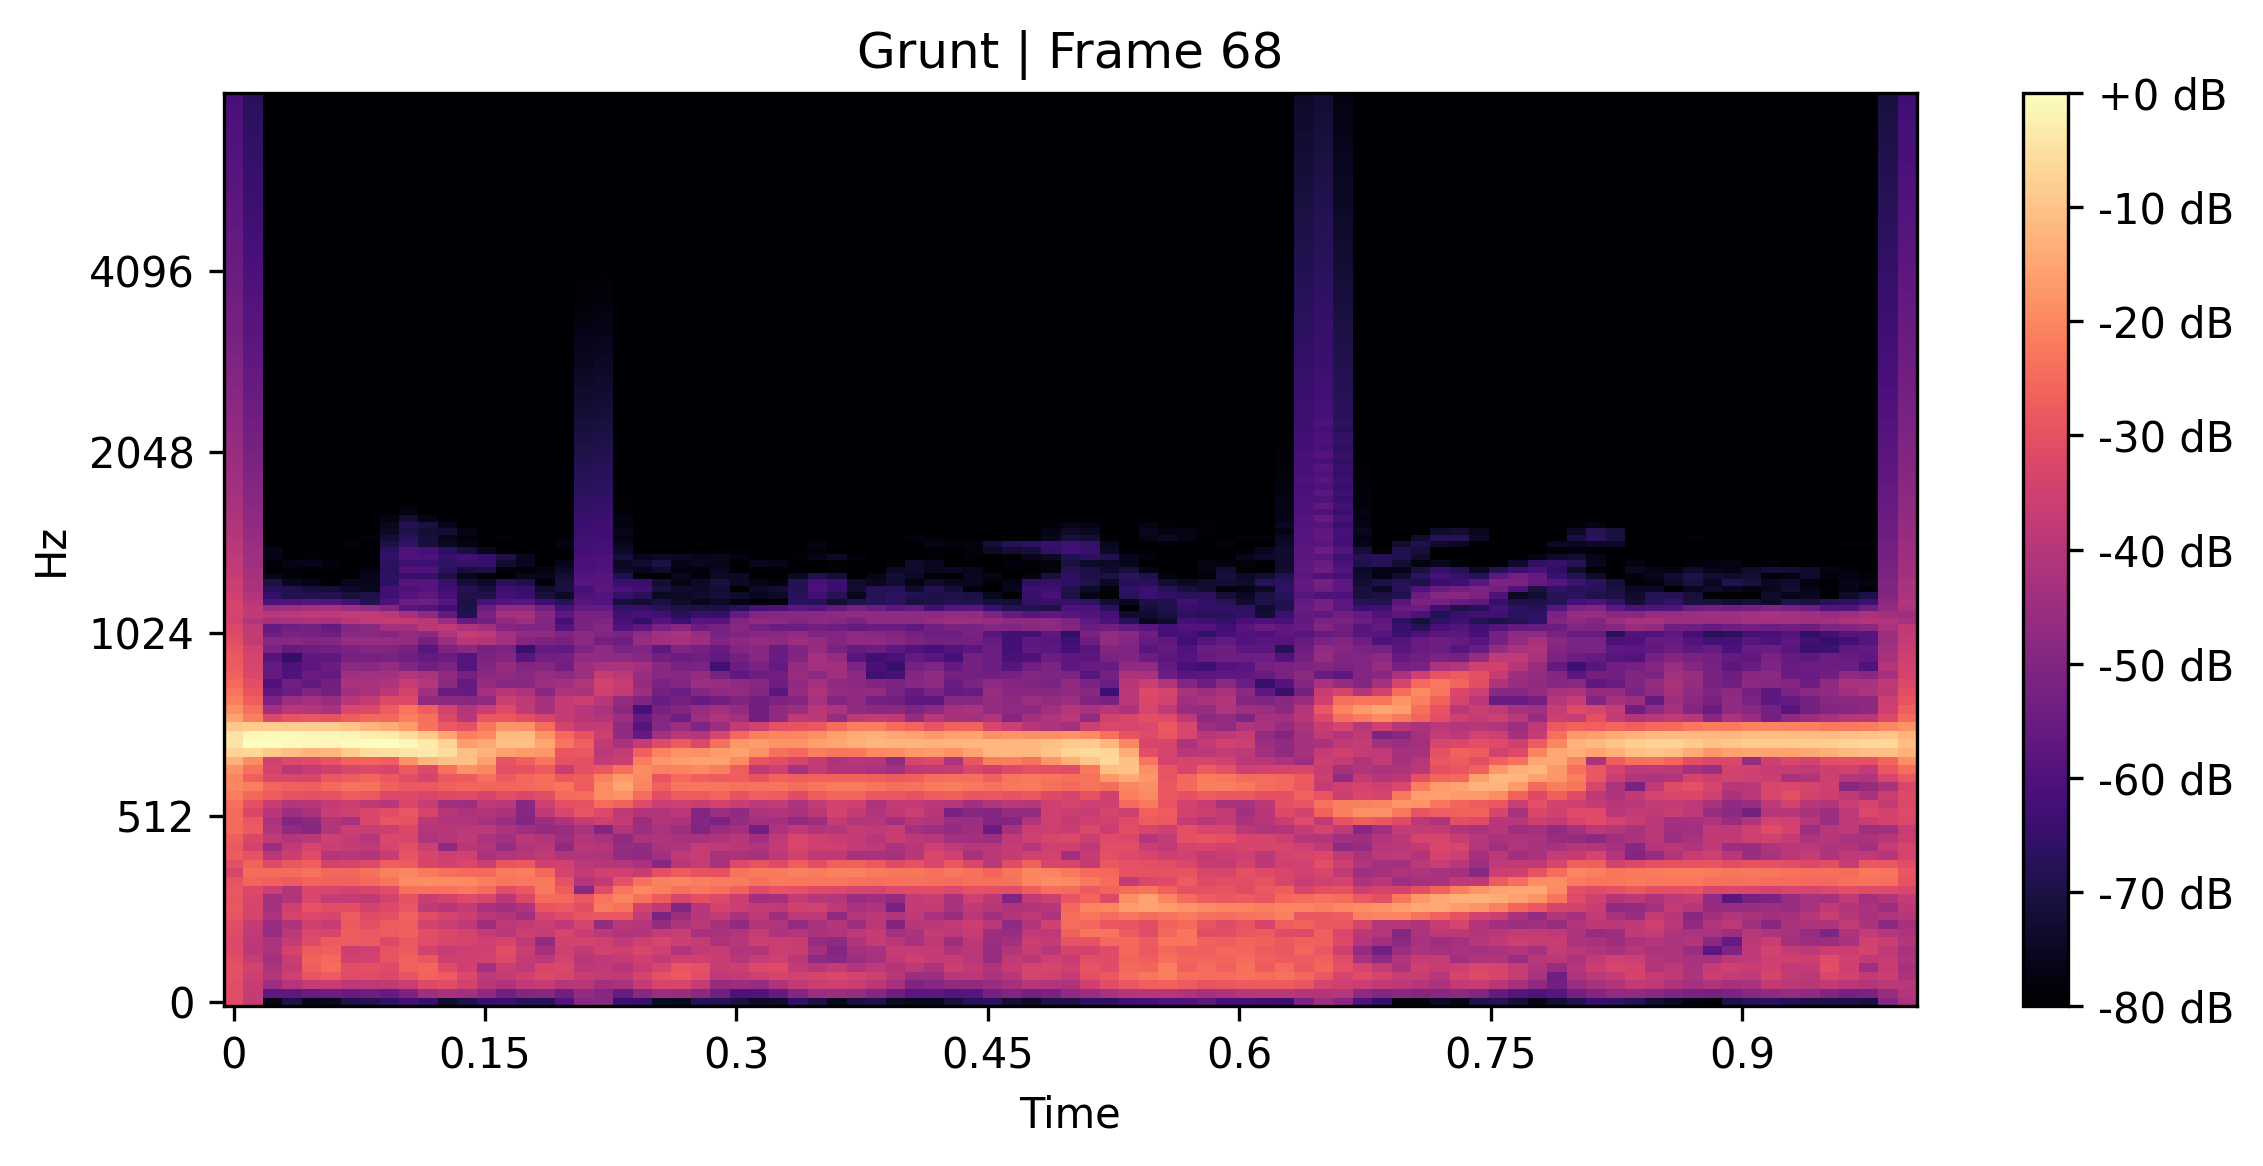 Grunt | Frame 68
Hz
4096
2048
1024
512
0
0 0.15 0.3 0.45 0.6 0.75 0.9
Time
+0 dB
-10 dB
-20 dB
-30 dB
-40 dB
-50 dB
-60 dB
-70 dB
-80 dB